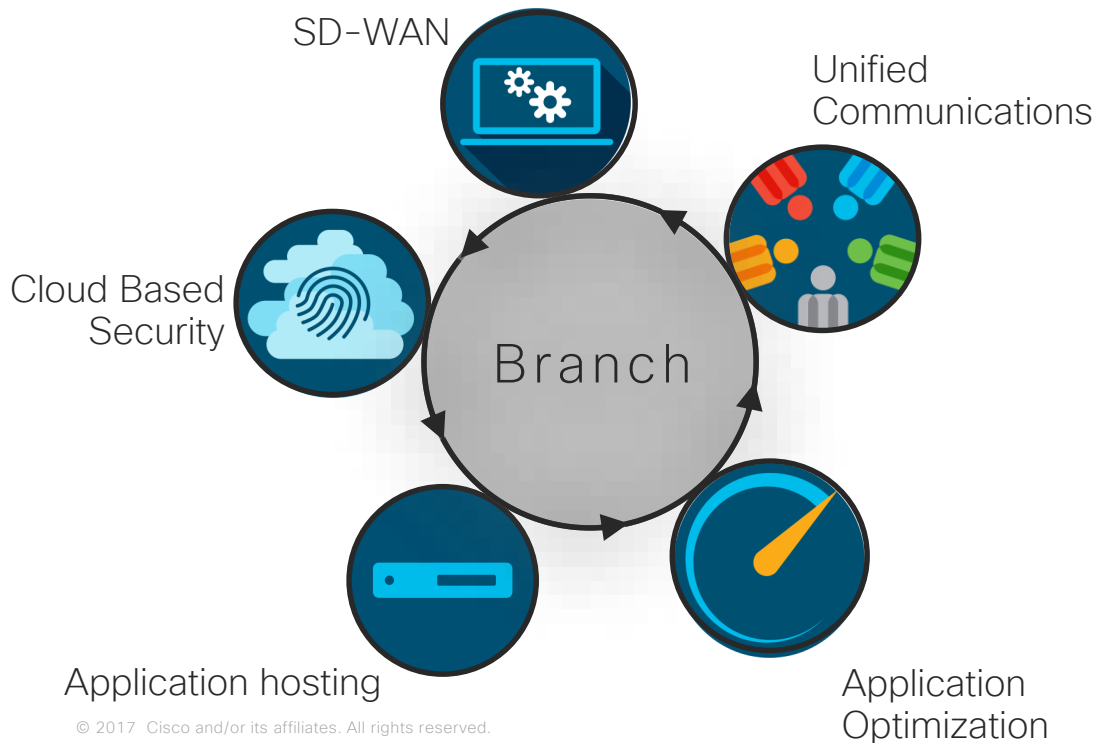 SD-WAN
Unified
Communications
Cloud Based
Security
Branch
Application hosting
Application
Optimization
© 2017 Cisco and/or its affiliates. All rights reserved.